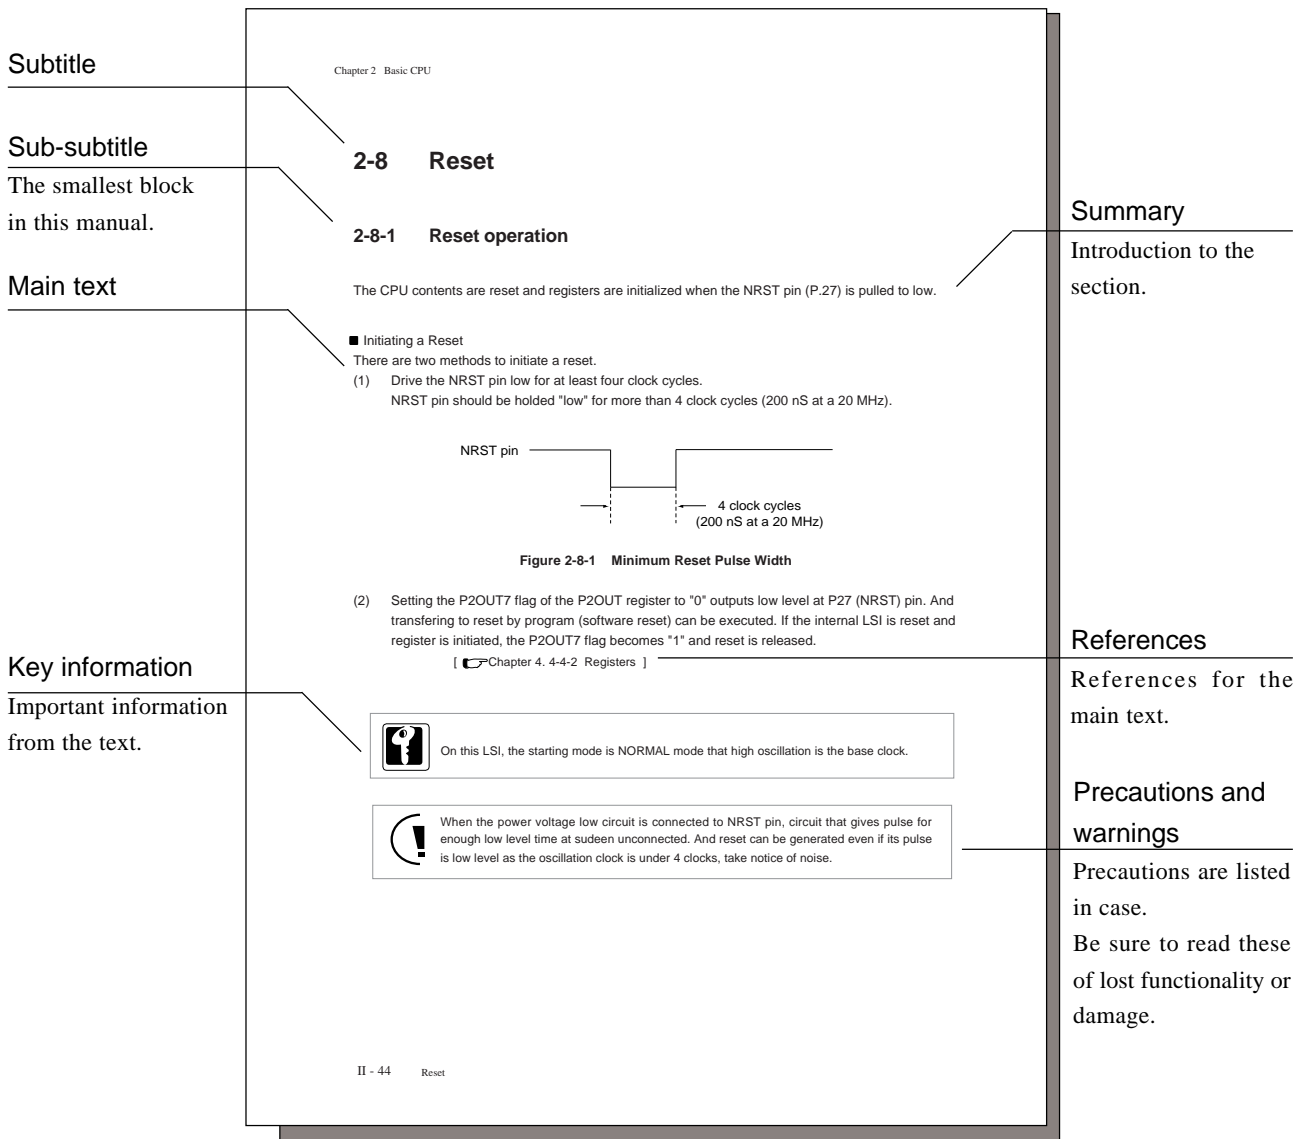 Subtitle
Sub-subtitle
The smallest block
in this manual.
Main text
Key information
Important information
from the text.
Chapter 2 Basic CPU
2-8 Reset
2-8-1 Reset operation
The CPU contents are reset and registers are initialized when the NRST pin (P.27) is pulled to low.
■ Initiating a Reset
There are two methods to initiate a reset.
(1) Drive the NRST pin low for at least four clock cycles.
NRST pin should be holded "low" for more than 4 clock cycles (200 nS at a 20 MHz).
NRST pin
4 clock cycles
(200 nS at a 20 MHz)
Figure 2-8-1 Minimum Reset Pulse Width
(2) Setting the P2OUT7 flag of the P2OUT register to "0" outputs low level at P27 (NRST) pin. And
transfering to reset by program (software reset) can be executed. If the internal LSI is reset and
register is initiated, the P2OUT7 flag becomes "1" and reset is released.
[ Chapter 4. 4-4-2 Registers ]
On this LSI, the starting mode is NORMAL mode that high oscillation is the base clock.
When the power voltage low circuit is connected to NRST pin, circuit that gives pulse for
enough low level time at sudeen unconnected. And reset can be generated even if its pulse
is low level as the oscillation clock is under 4 clocks, take notice of noise.
II - 44 Reset
Summary
Introduction to the
section.
References
References for the
main text.
Precautions and
warnings
Precautions are listed
in case.
Be sure to read these
of lost functionality or
damage.